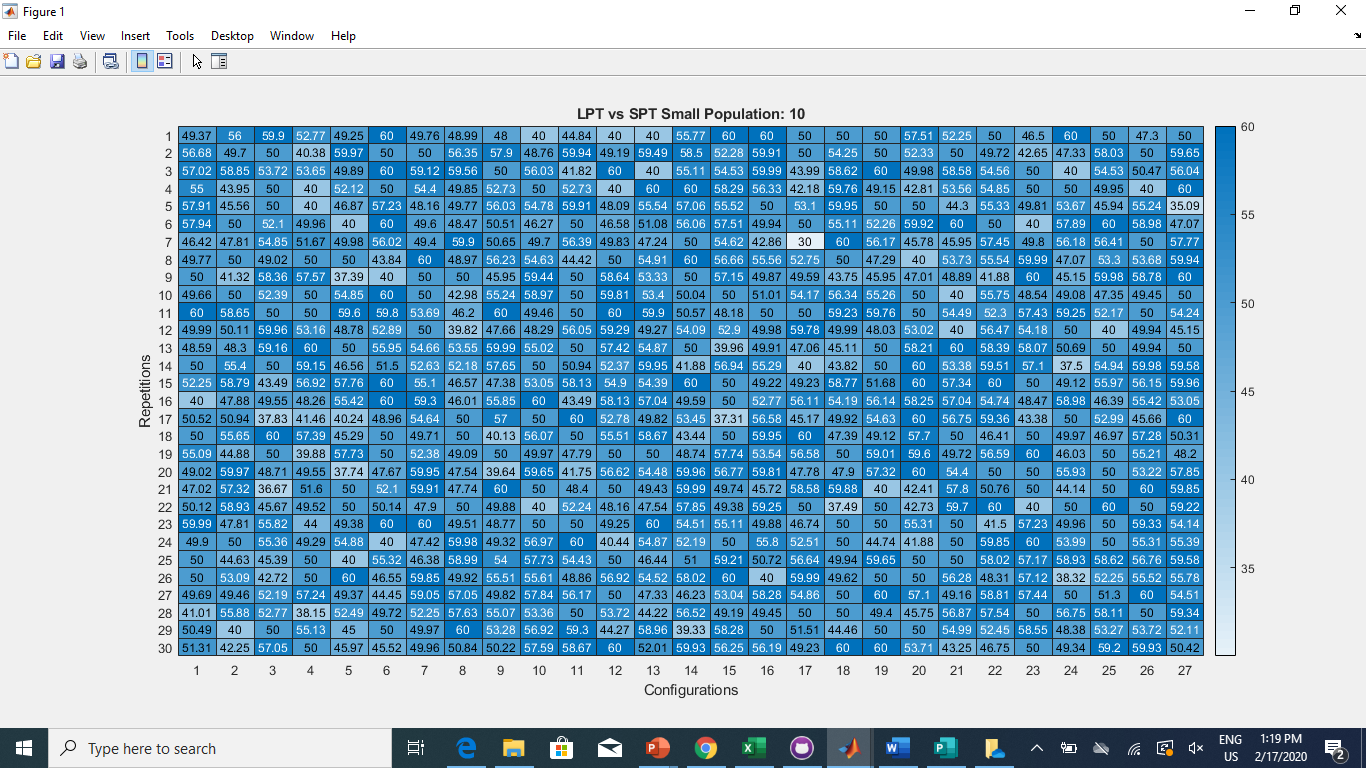 Figure 1
File Edit View Insert Tools Desktop Window Help
LPT vs SPT Small Population: 10
1 49.37 56 59.9 52.77 49.25 60 49.76 48.99 48 40 44.84 40 40 55.77 60 60 50 50 50 57.51 52.25 50 46.5 60 50 47.3 50 60
2 56.68 49.7 50 40.38 59.97 50 50 56.35 57.9 48.76 59.94 49.19 59.49 58.5 52.28 59.91 50 54.25 50 52.33 50 49.72 42.65 47.33 58.03 50 59.65
3 57.02 58.85 53.72 53.65 49.89 60 59.12 59.56 50 56.03 41.82 60 40 55.11 54.53 59.99 43.99 58.62 60 49.98 58.58 54.56 50 40 54.53 50.47 56.04
4 55 43.95 50 40 52.12 50 54.4 49.85 52.73 50 52.73 40 60 60 58.29 56.33 42.18 59.76 49.15 42.81 53.56 54.85 50 50 49.95 40 60
5 57.91 45.56 50 40 46.87 57.23 48.16 49.77 56.03 54.78 59.91 48.09 55.54 57.06 55.52 50 53.1 59.95 50 50 44.3 55.33 49.81 53.67 45.94 55.24 35.09 55
6 57.94 50 52.1 49.96 40 60 49.6 48.47 50.51 46.27 50 46.58 51.08 56.06 57.51 49.94 50 55.11 52.26 59.92 60 50 40 57.89 60 58.98 47.07
7 46.42 47.81 54.85 51.67 49.98 56.02 49.4 59.9 50.65 49.7 56.39 49.83 47.24 50 54.62 42.86 30 60 56.17 45.78 45.95 57.45 49.8 56.18 56.41 50 57.77
8 49.77 50 49.02 50 50 43.84 60 48.97 56.23 54.63 44.42 50 54.91 60 56.66 55.56 52.75 50 47.29 40 53.73 55.54 59.99 47.07 53.3 53.68 59.94
9 50 41.32 58.36 57.57 37.39 40 50 50 45.95 59.44 50 58.64 53.33 50 57.15 49.87 49.59 43.75 45.95 47.01 48.89 41.88 60 45.15 59.98 58.78 60
10 49.66 50 52.39 50 54.85 60 50 42.98 55.24 58.97 50 59.81 53.4 50.04 50 51.01 54.17 56.34 55.26 50 40 55.75 48.54 49.08 47.35 49.45 50
11 60 58.65 50 50 59.6 59.8 53.69 46.2 60 49.46 50 60 59.9 50.57 48.18 50 50 59.23 59.76 50 54.49 52.3 57.43 59.25 52.17 50 54.24 50
12 49.99 50.11 59.96 53.16 48.78 52.89 50 39.82 47.66 48.29 56.05 59.29 49.27 54.09 52.9 49.98 59.78 49.99 48.03 53.02 40 56.47 54.18 50 40 49.94 45.15
13 48.59 48.3 59.16 60 50 55.95 54.66 53.55 59.99 55.02 50 57.42 54.87 50 39.96 49.91 47.06 45.11 50 58.21 60 58.39 58.07 50.69 50 49.94 50
14 50 55.4 50 59.15 46.56 51.5 52.63 52.18 57.65 50 50.94 52.37 59.95 41.88 56.94 55.29 40 43.82 50 60 53.38 59.51 57.1 37.5 54.94 59.98 59.58
15 52.25 58.79 43.49 56.92 57.76 60 55.1 46.57 47.38 53.05 58.13 54.9 54.39 60 50 49.22 49.23 58.77 51.68 60 57.34 60 50 49.12 55.97 56.15 59.96 45
16 40 47.88 49.55 48.26 55.42 60 59.3 46.01 55.85 60 43.49 58.13 57.04 49.59 50 52.77 56.11 54.19 56.14 58.25 57.04 54.74 48.47 58.98 46.39 55.42 53.05
17 50.52 50.94 37.83 41.46 40.24 48.96 54.64 50 57 50 60 52.78 49.82 53.45 37.31 56.58 45.17 49.92 54.63 60 56.75 59.36 43.38 50 52.99 45.66 60
18 50 55.65 60 57.39 45.29 50 49.71 50 40.13 56.07 50 55.51 58.67 43.44 50 59.95 60 47.39 49.12 57.7 50 46.41 50 49.97 46.97 57.28 50.31
19 55.09 44.88 50 39.88 57.73 50 52.38 49.09 50 49.97 47.79 50 50 48.74 57.74 53.54 56.58 50 59.01 59.6 49.72 56.59 60 46.03 50 55.21 48.2
20 49.02 59.97 48.71 49.55 37.74 47.67 59.95 47.54 39.64 59.65 41.75 56.62 54.48 59.96 56.77 59.81 47.78 47.9 57.32 60 54.4 50 50 55.93 50 53.22 57.85
21 47.02 57.32 36.67 51.6 50 52.1 59.91 47.74 60 50 48.4 50 49.43 59.99 49.74 45.72 58.58 59.88 40 42.41 57.8 50.76 50 44.14 50 60 59.85 40
22 50.12 58.93 45.67 49.52 50 50.14 47.9 50 49.88 40 52.24 48.16 47.54 57.85 49.38 59.25 50 37.49 50 42.73 59.7 60 40 50 60 50 59.22
23 59.99 47.81 55.82 44 49.38 60 60 49.51 48.77 50 50 49.25 60 54.51 55.11 49.88 46.74 50 50 55.31 50 41.5 57.23 49.96 50 59.33 54.14
24 49.9 50 55.36 49.29 54.88 40 47.42 59.98 49.32 56.97 60 40.44 54.87 52.19 50 55.8 52.51 50 44.74 41.88 50 59.85 60 53.99 50 55.31 55.39
25 50 44.63 45.39 50 40 55.32 46.38 58.9 54 57.73 54.43 50 46.44 51 59.21 50.72 56.64 49.94 59.65 50 50 58.02 57.17 58.93 58.62 56.76 59.58
26 50 53.09 42.72 50 60 46.55 59.85 49.92 55.51 55.61 48.86 56.92 54.52 58.02 60 40 59.99 49.62 50 50 56.28 48.31 57.12 38.32 52.25 55.52 55.78 35
27 49.69 49.46 52.19 57.24 49.37 44.45 59.05 57.05 49.82 57.84 56.17 50 47.33 46.23 53.04 58.28 54.86 50 60 57.1 49.16 58.81 57.44 50 51.3 60 54.51
28 41.01 55.88 52.77 38.15 52.49 49.72 52.25 57.63 55.07 53.36 50 53.72 44.22 56.52 49.19 49.45 50 50 49.4 45.75 56.87 57.54 50 56.75 58.11 50 59.34
29 50.49 40 50 55.13 45 50 49.97 60 53.28 56.92 59.3 44.27 58.96 39.33 58.28 50 51.51 44.46 50 50 54.99 52.45 58.55 48.38 53.27 53.72 52.11
30 51.31 42.25 57.05 50 45.97 45.52 49.96 50.84 50.22 57.59 58.67 60 52.01 59.93 56.25 56.19 49.23 60 60 53.71 43.25 46.75 50 49.34 59.2 59.93 50.42
Repetitions
1 2 3 4 5 6 7 8 9 10 11 12 13 14 15 16 17 18 19 20 21 22 23 24 25 26 27
Configurations
Type here to search
ENG
US
1:19 PM
2/17/2020
2